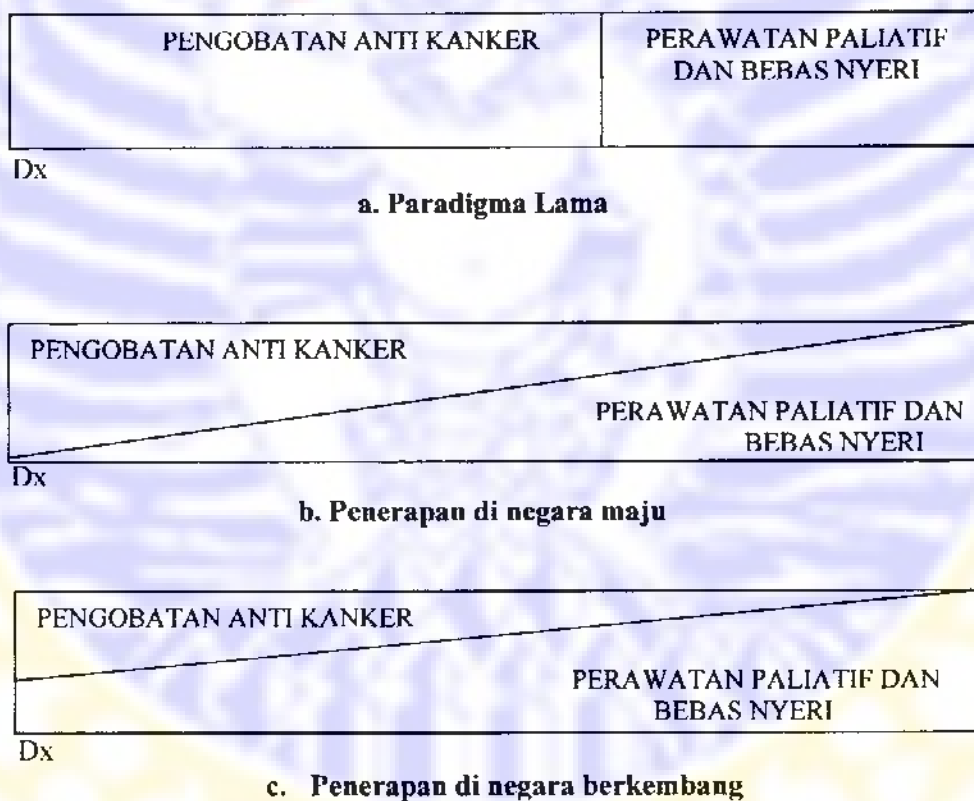 PENGOBATAN ANTI KANKER
PERAWATAN PALIATIF
DAN BEBAS NYERI
Dx
a. Paradigma Lama
PENGOBATAN ANTI KANKER
PERAWATAN PALIATIF DAN
BEBAS NYERI
Dx
b. Penerapan di negara maju
PENGOBATAN ANTI KANKER
PERAWATAN PALIATIF DAN
BEBAS NYERI
Dx
c. Penerapan di negara berkembang